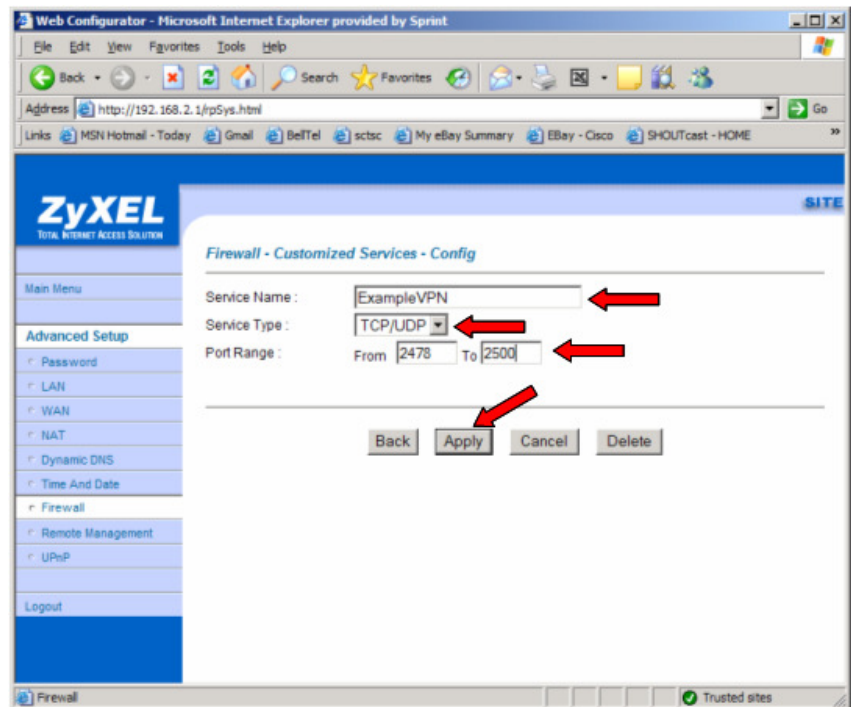 Web Configurator - Microsoft Internet Explorer provided by Sprint
File Edit View Favorites Tools Help
Back Search Favorites
Address http://192.168.2.1/rpSys.html Go
Links MSN Hotmail - Today Gmail BellTel sctsc My eBay Summary EBay - Cisco SHOUTcast - HOME »
ZyXEL
TOTAL INTERNET ACCESS SOLUTION
SITE
Main Menu
Advanced Setup
Password
LAN
WAN
NAT
Dynamic DNS
Time And Date
Firewall
Remote Management
UPnP
Logout
Firewall - Customized Services - Config
Service Name : ExampleVPN
Service Type : TCP/UDP
Port Range : From 2478 To 2500
Back Apply Cancel Delete
Firewall Trusted sites